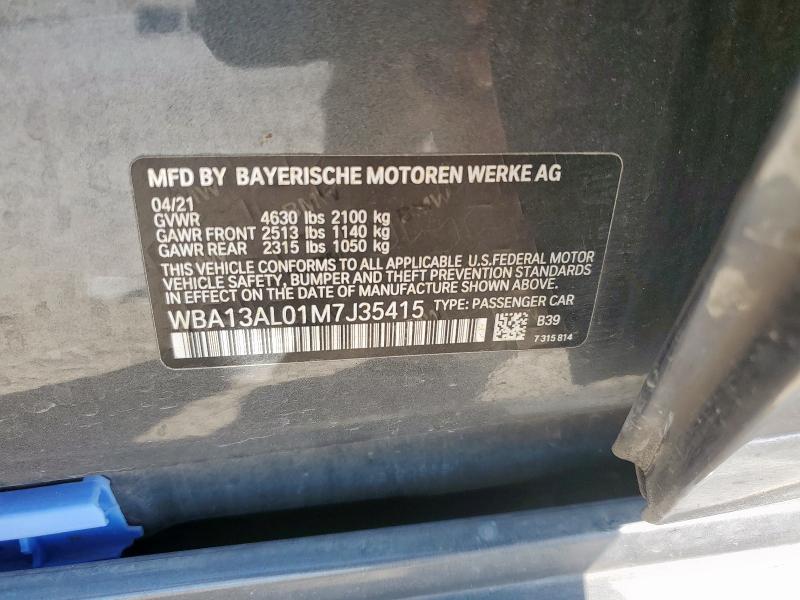 MFD BY BAYERISCHE MOTOREN WERKE AG
04/21
GVWR 4630 lbs 2100 kg
GAWR FRONT 2513 lbs 1140 kg
GAWR REAR 2315 lbs 1050 kg
THIS VEHICLE CONFORMS TO ALL APPLICABLE U.S.FEDERAL MOTOR
VEHICLE SAFETY, BUMPER AND THEFT PREVENTION STANDARDS
IN EFFECT ON THE DATE OF MANUFACTURE SHOWN ABOVE.
WBA13AL01M7J35415 TYPE: PASSENGER CAR
B39
7 315 814